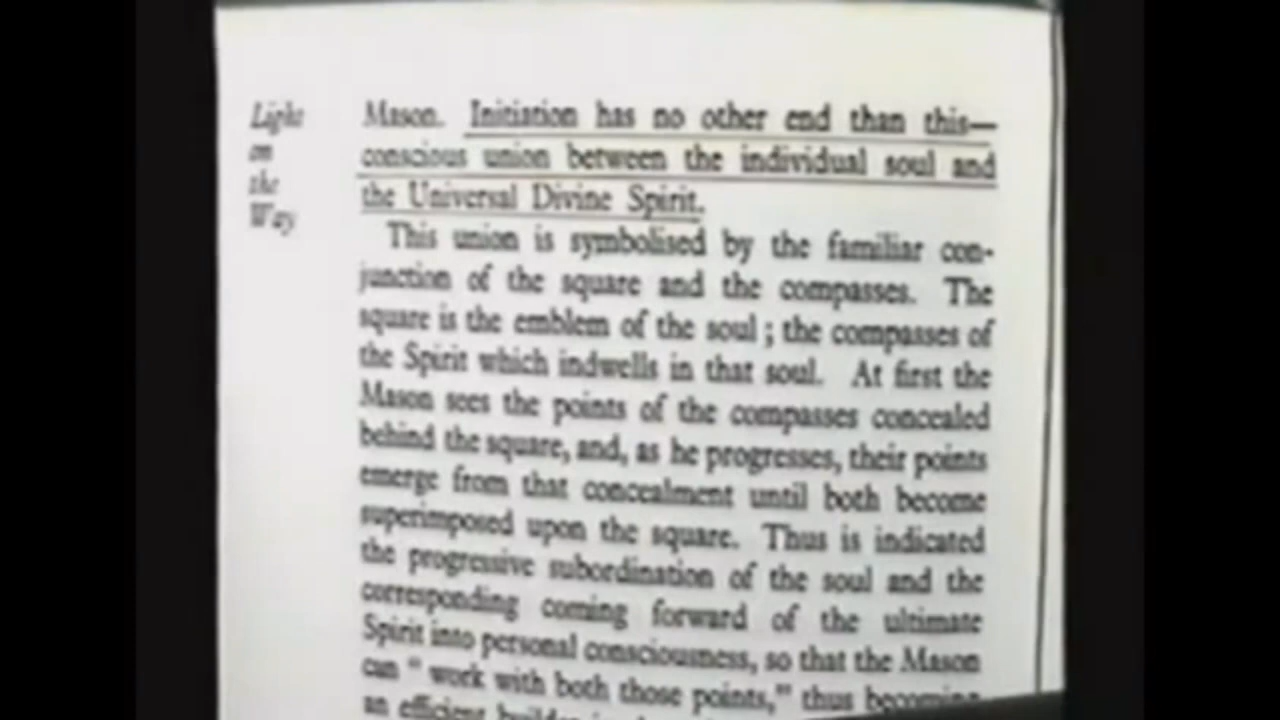 Light
on
the
Way
Mason. Initiation has no other end than this—
conscious union between the individual soul and
the Universal Divine Spirit.
This union is symbolised by the familiar con-
junction of the square and the compasses. The
square is the emblem of the soul ; the compasses of
the Spirit which indwells in that soul. At first the
Mason sees the points of the compasses concealed
behind the square, and, as he progresses, their points
emerge from that concealment until both become
superimposed upon the square. Thus is indicated
the progressive subordination of the soul and the
corresponding coming forward of the ultimate
Spirit into personal consciousness, so that the Mason
can " work with both those points," thus becoming
an efficient builder in